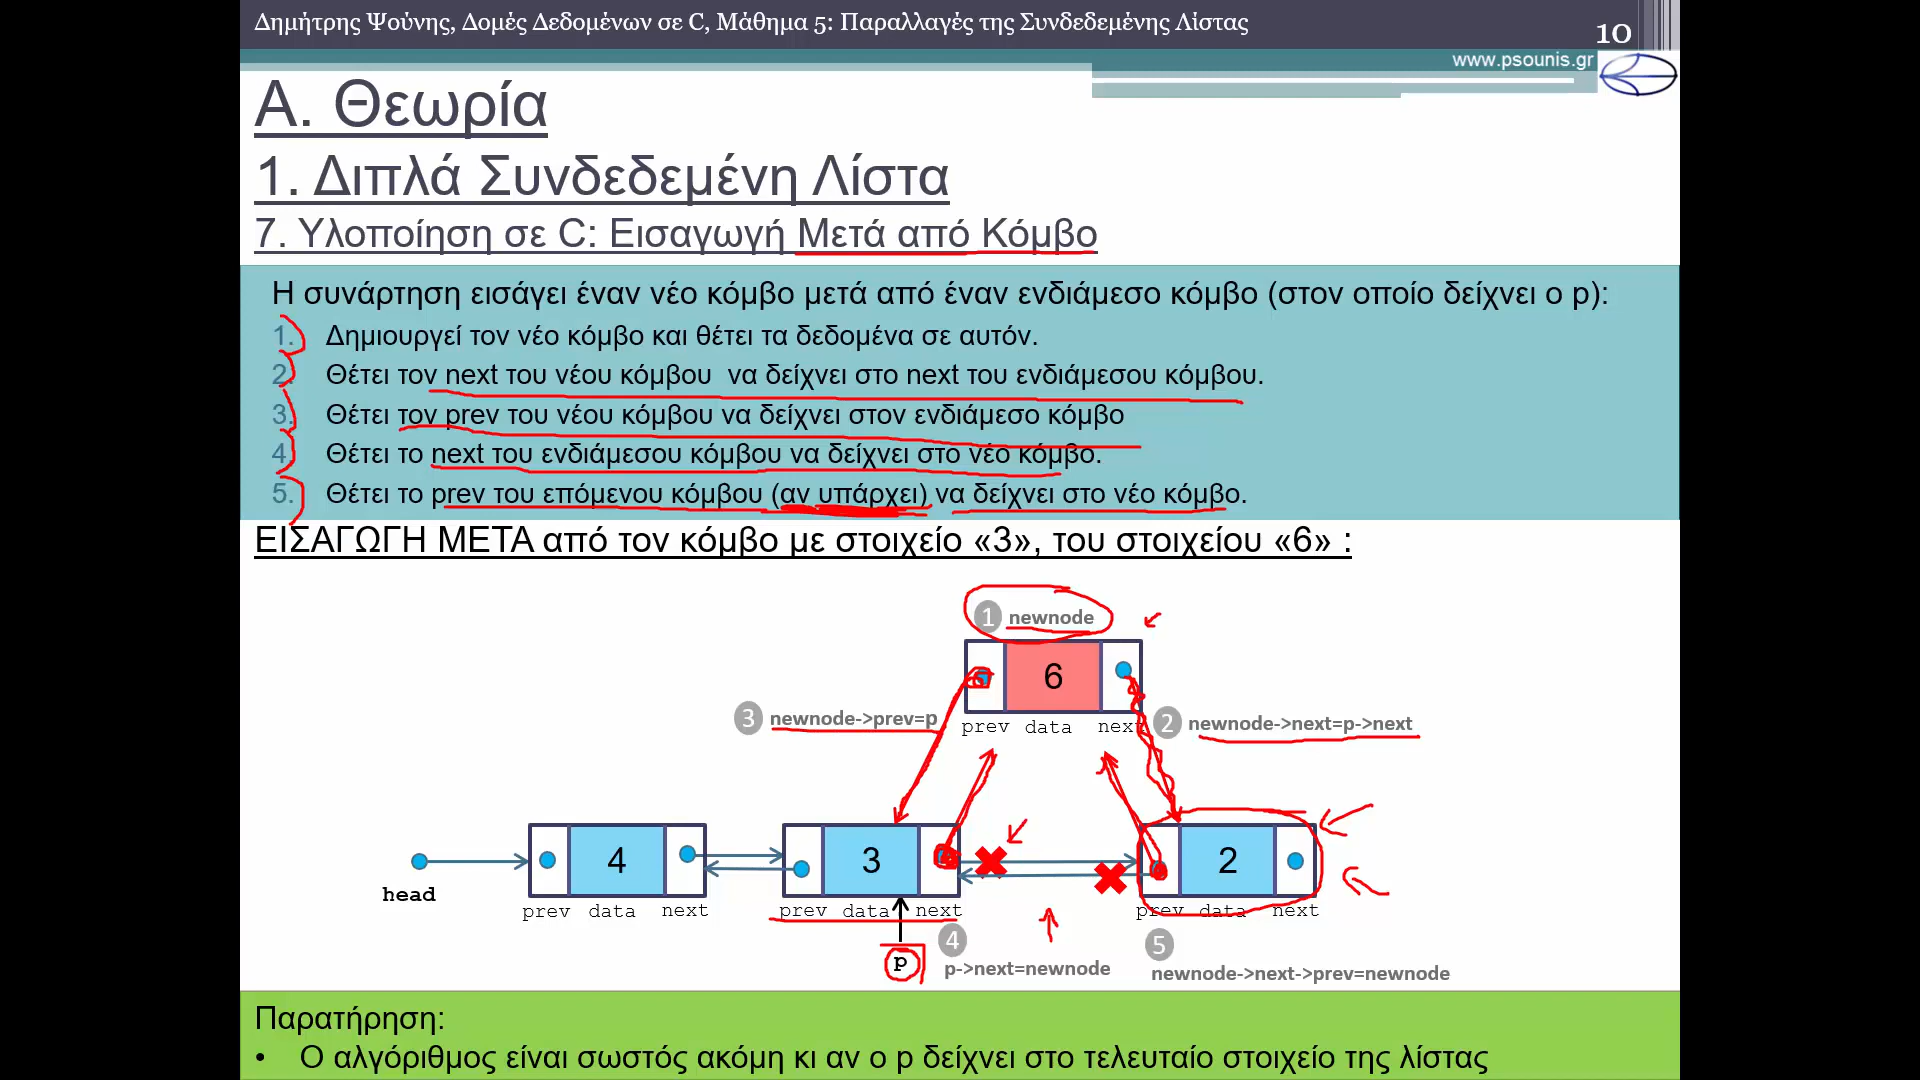 Δημήτρης Ψούνης, Δομές Δεδομένων σε C, Μάθημα 5: Παραλλαγές της Συνδεδεμένης Λίστας
10
www.psounis.gr
Α. Θεωρία
1. Διπλά Συνδεδεμένη Λίστα
7. Υλοποίηση σε C: Εισαγωγή Μετά από Κόμβο
Η συνάρτηση εισάγει έναν νέο κόμβο μετά από έναν ενδιάμεσο κόμβο (στον οποίο δείχνει ο p):
1. Δημιουργεί τον νέο κόμβο και θέτει τα δεδομένα σε αυτόν.
2. Θέτει τον next του νέου κόμβου να δείχνει στο next του ενδιάμεσου κόμβου.
3. Θέτει τον prev του νέου κόμβου να δείχνει στον ενδιάμεσο κόμβο
4. Θέτει το next του ενδιάμεσου κόμβου να δείχνει στο νέο κόμβο.
5. Θέτει το prev του επόμενου κόμβου (αν υπάρχει) να δείχνει στο νέο κόμβο.
ΕΙΣΑΓΩΓΗ ΜΕΤΑ από τον κόμβο με στοιχείο «3», του στοιχείου «6» :
1 newnode
6
prev data next
3 newnode->prev=p
2 newnode->next=p->next
4
3
2
head
prev data next
prev data next
prev data next
p
4
p->next=newnode
5
newnode->next->prev=newnode
Παρατήρηση:
• Ο αλγόριθμος είναι σωστός ακόμη κι αν ο p δείχνει στο τελευταίο στοιχείο της λίστας